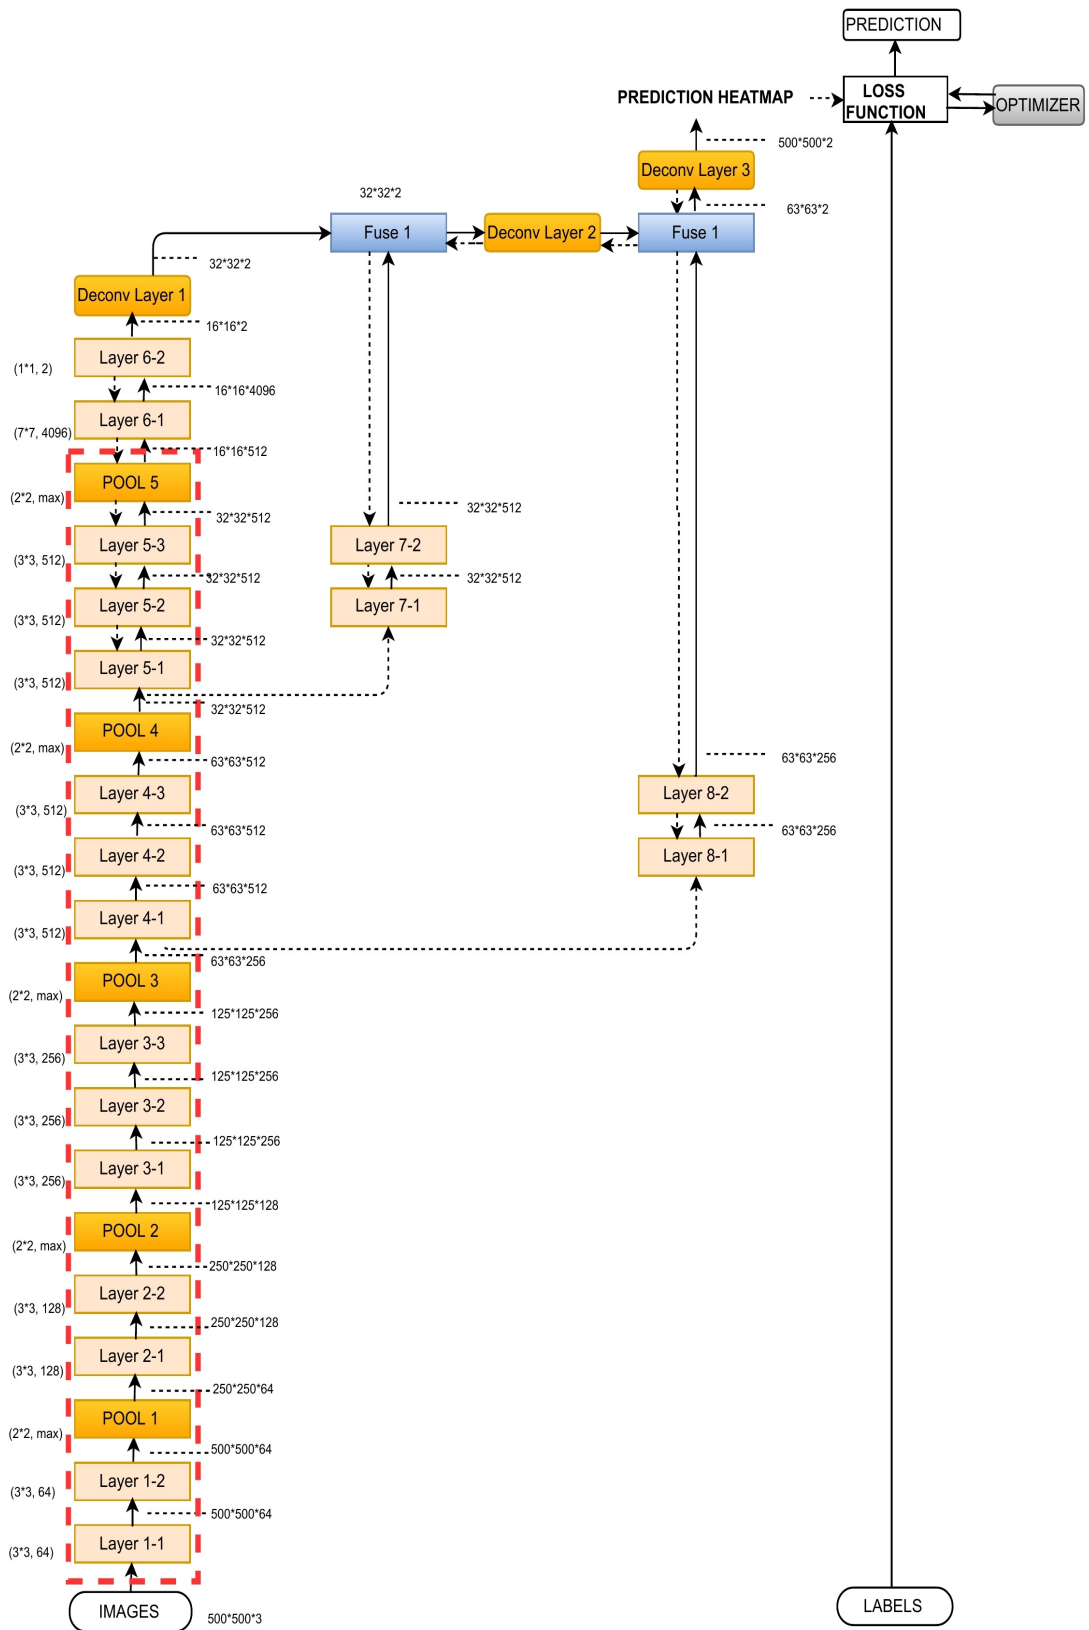 PREDICTION
LOSS
FUNCTION
OPTIMIZER
PREDICTION HEATMAP
500*500*2
Deconv Layer 3
63*63*2
32*32*2
Fuse 1
Deconv Layer 2
Fuse 1
32*32*2
Deconv Layer 1
16*16*2
Layer 6-2
(1*1, 2)
16*16*4096
Layer 6-1
(7*7, 4096)
16*16*512
POOL 5
(2*2, max)
32*32*512
32*32*512
Layer 5-3
Layer 7-2
(3*3, 512)
32*32*512
32*32*512
Layer 5-2
Layer 7-1
(3*3, 512)
32*32*512
Layer 5-1
(3*3, 512)
32*32*512
POOL 4
(2*2, max)
63*63*512
63*63*256
Layer 4-3
Layer 8-2
(3*3, 512)
63*63*512
63*63*256
Layer 4-2
Layer 8-1
(3*3, 512)
63*63*512
Layer 4-1
(3*3, 512)
63*63*256
POOL 3
(2*2, max)
125*125*256
Layer 3-3
(3*3, 256)
125*125*256
Layer 3-2
(3*3, 256)
125*125*256
Layer 3-1
(3*3, 256)
125*125*128
POOL 2
(2*2, max)
250*250*128
Layer 2-2
(3*3, 128)
250*250*128
Layer 2-1
(3*3, 128)
250*250*64
POOL 1
(2*2, max)
500*500*64
Layer 1-2
(3*3, 64)
500*500*64
Layer 1-1
(3*3, 64)
IMAGES
500*500*3
LABELS